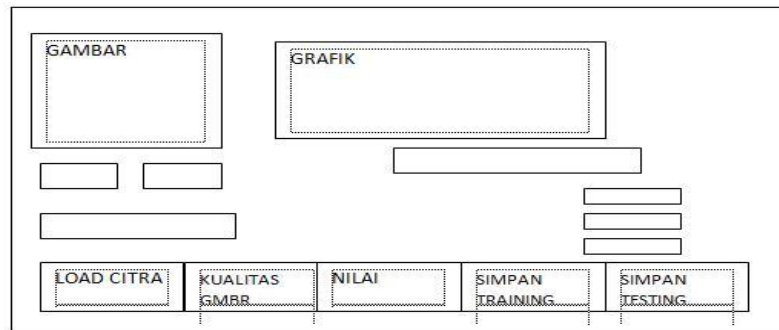 GAMBAR
GRAFIK
LOAD CITRA
KUALITAS
GMBR
NILAI
SIMPAN
TRAINING
SIMPAN
TESTING